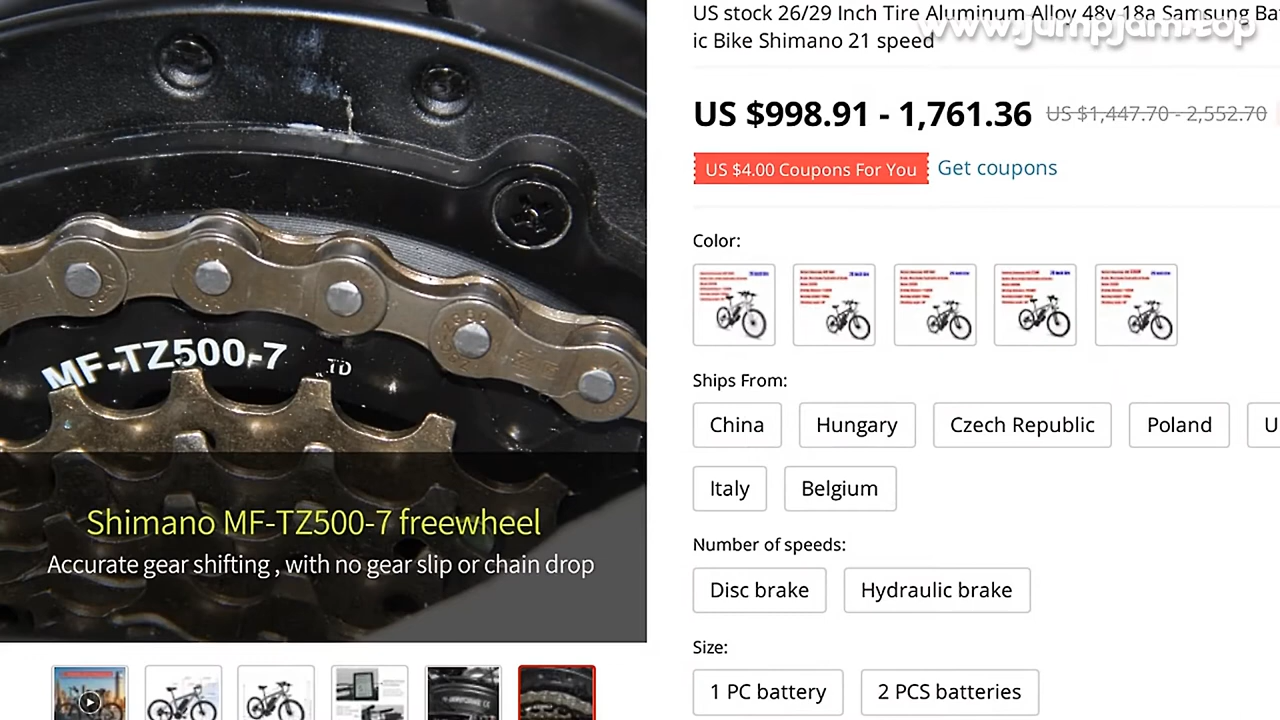 US stock 26/29 Inch Tire Aluminum Alloy 48v 18a Samsung
www.jumpjam.top
ic Bike Shimano 21 speed
US $998.91 - 1,761.36 US $1,447.70 - 2,552.70
US $4.00 Coupons For You Get coupons
Color:
MF-TZ500-7
Ships From:
China Hungary Czech Republic Poland
Italy Belgium
Shimano MF-TZ500-7 freewheel
Accurate gear shifting , with no gear slip or chain drop
Number of speeds:
Disc brake Hydraulic brake
Size:
1 PC battery 2 PCS batteries